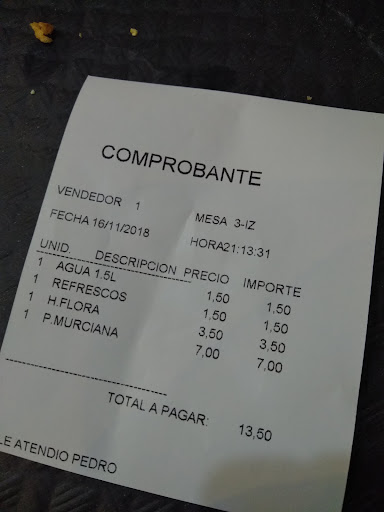 COMPROBANTE
VENDEDOR 1 MESA 3-IZ
FECHA 16/11/2018 HORA21:13:31
UNID DESCRIPCION PRECIO IMPORTE
1 AGUA 1.5L 1,50 1,50
1 REFRESCOS 1,50 1,50
1 H.FLORA 3,50 3,50
1 P.MURCIANA 7,00 7,00
TOTAL A PAGAR: 13,50
LE ATENDIO PEDRO